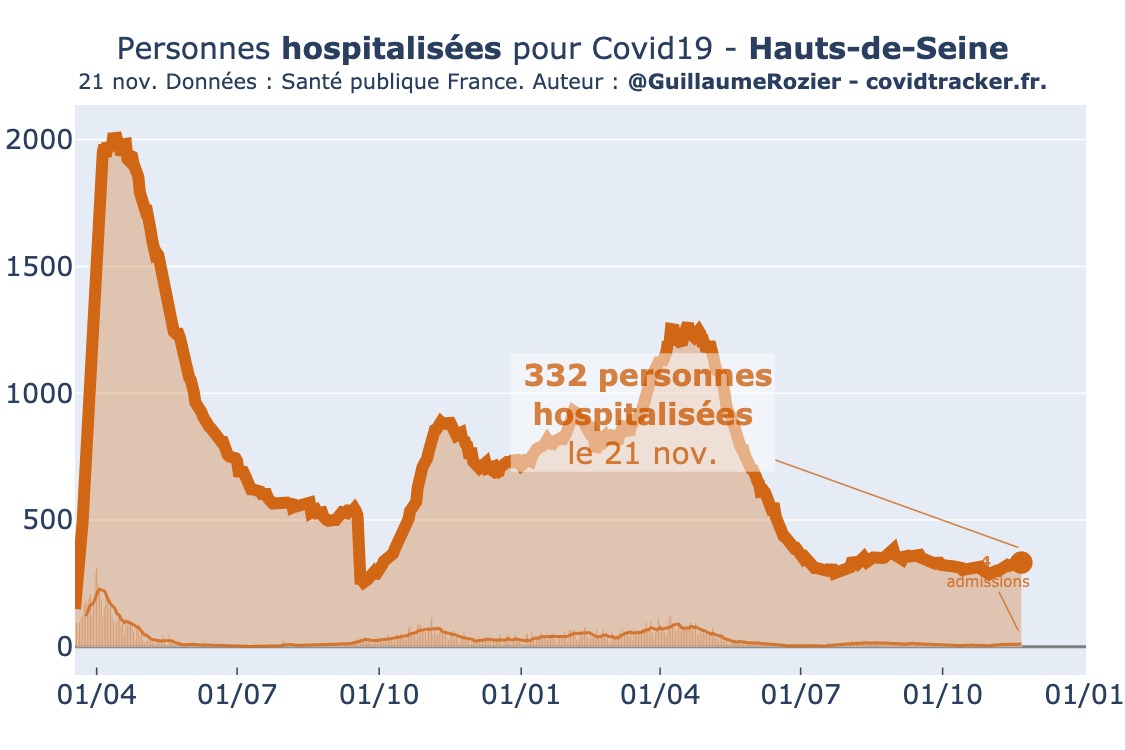 Personnes hospitalisées pour Covid19 - Hauts-de-Seine
21 nov. Données : Santé publique France. Auteur : @GuillaumeRozier - covidtracker.fr.
2000
1500
1000
500
0
332 personnes
hospitalisées
le 21 nov.
4
admissions
01/04
01/07
01/10
01/01
01/04
01/07
01/10
01/01